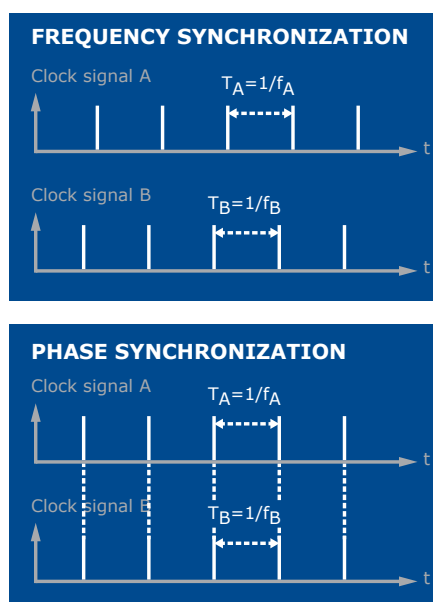 FREQUENCY SYNCHRONIZATION
Clock signal A
TA=1/fA
t
Clock signal B
TB=1/fB
t
PHASE SYNCHRONIZATION
Clock signal A
TA=1/fA
t
Clock signal B
TB=1/fB
t